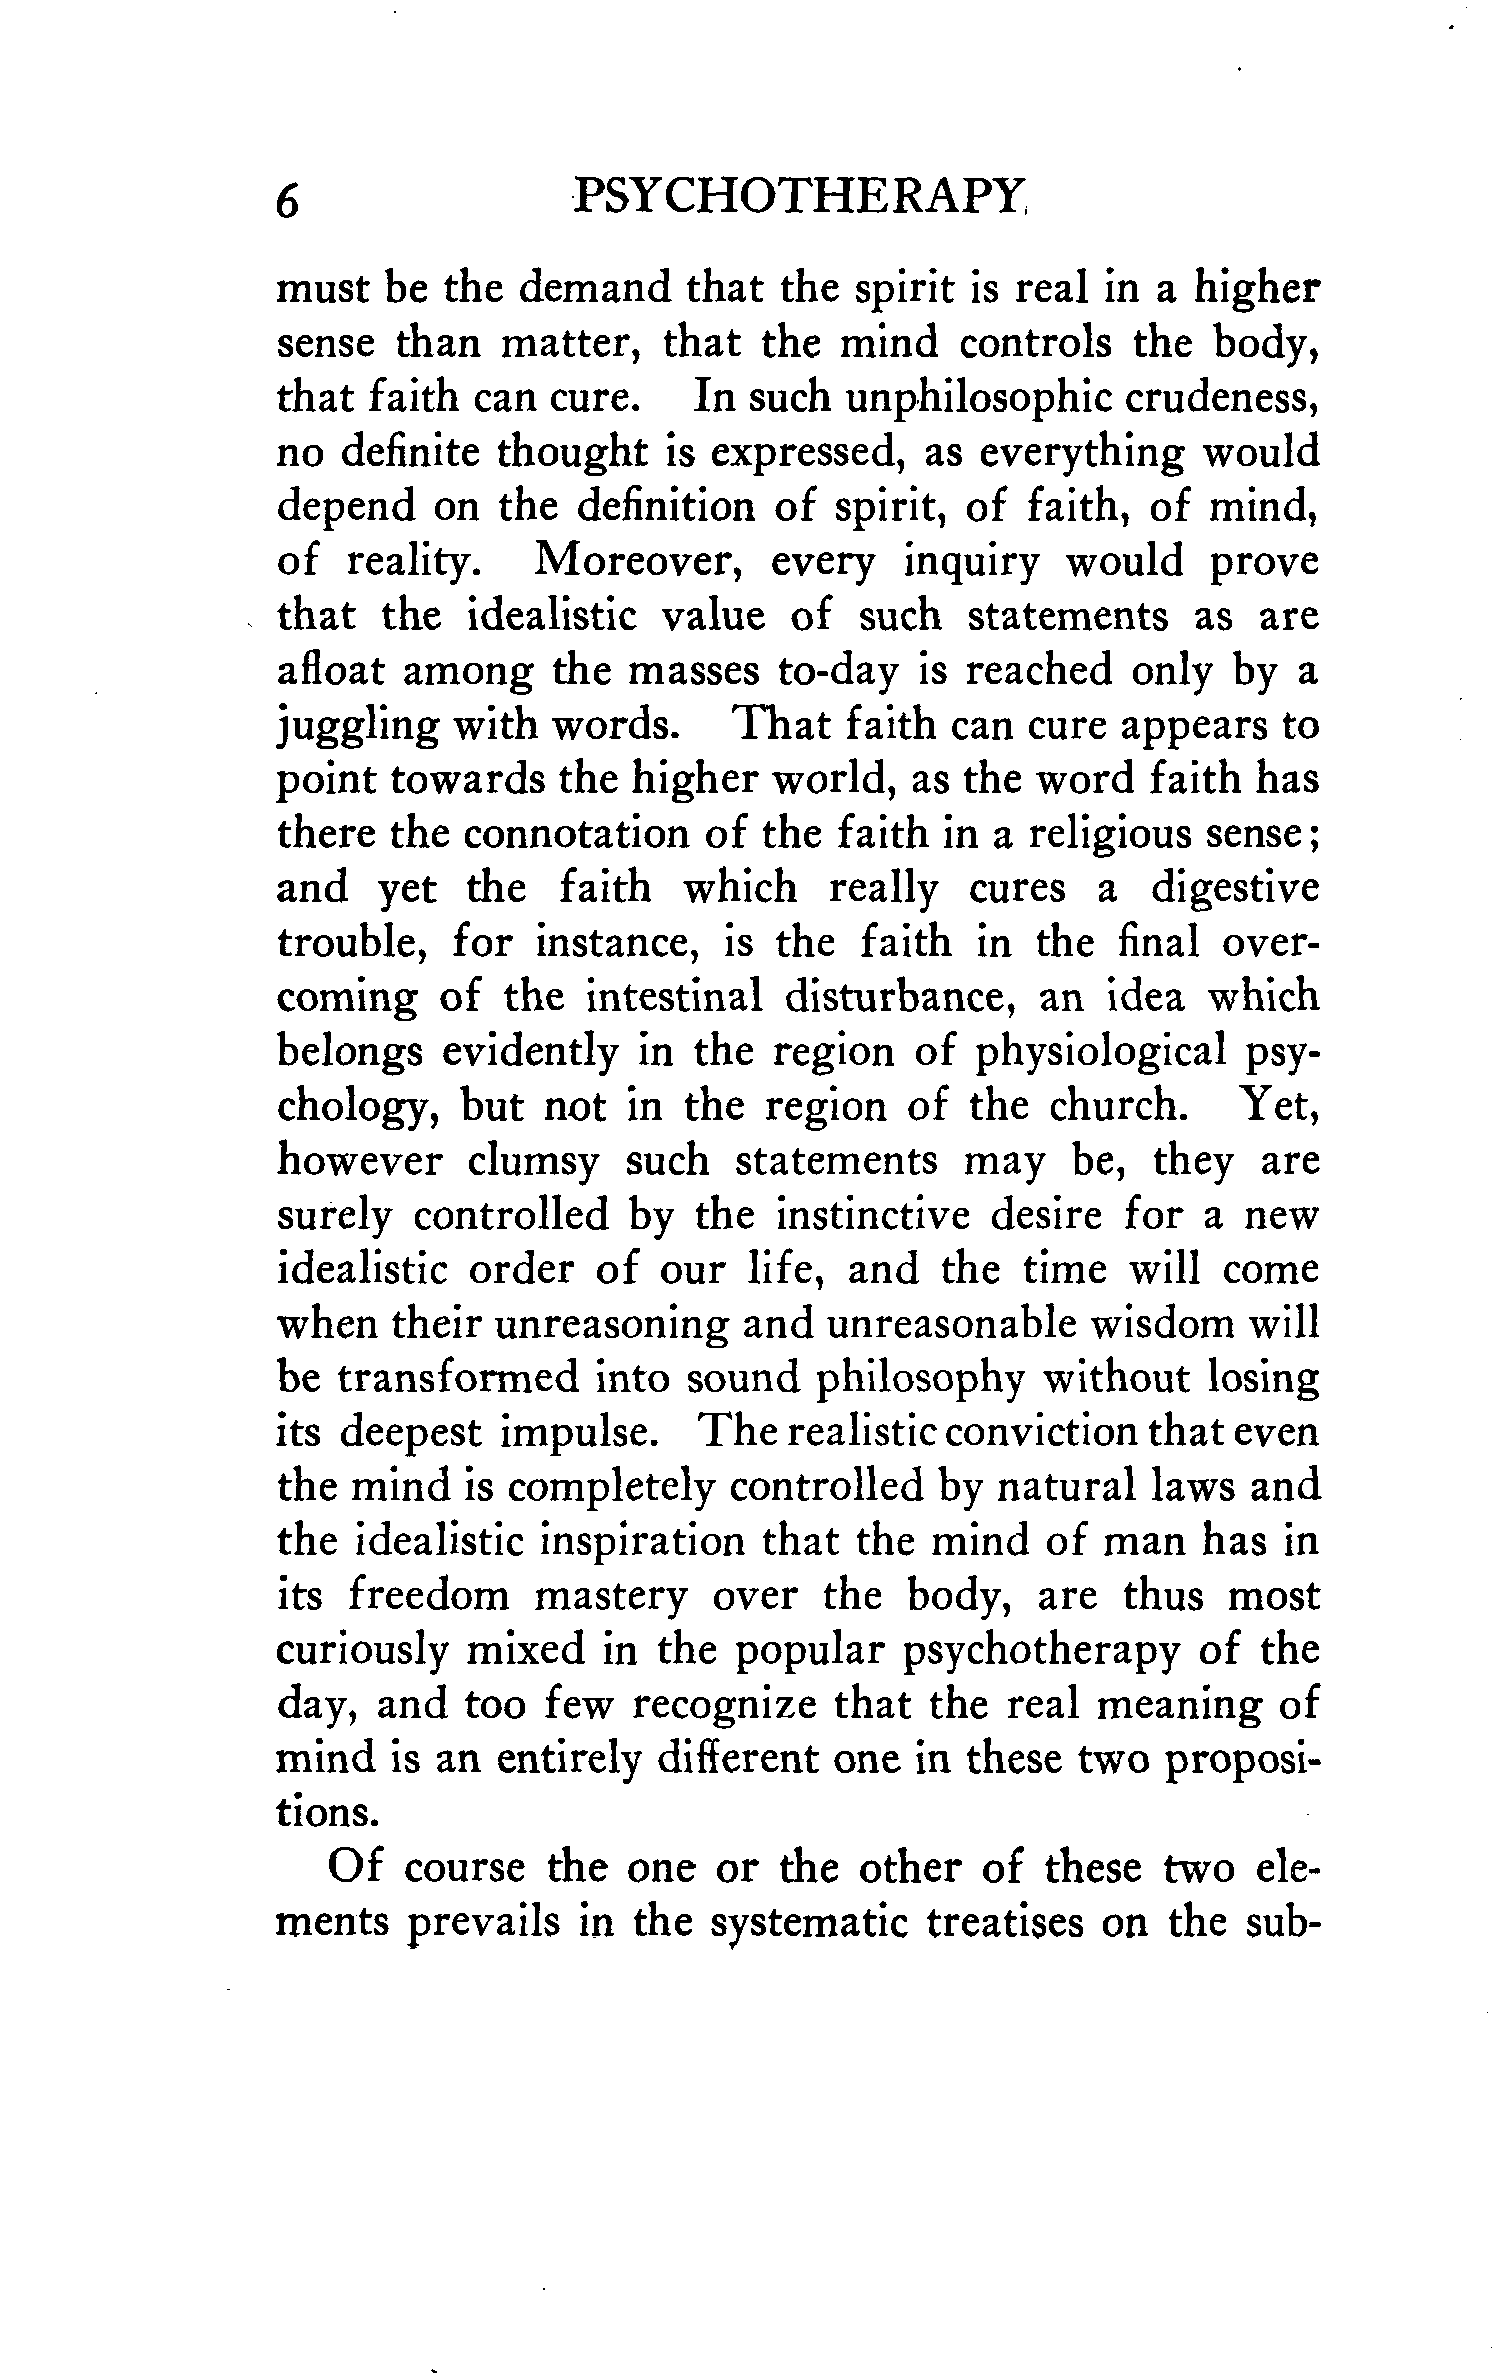 6 PSYCHOTHERAPY
must be the demand that the spirit is real in a higher
sense than matter, that the mind controls the body,
that faith can cure. In such unphilosophic crudeness,
no definite thought is expressed, as everything would
depend on the definition of spirit, of faith, of mind,
of reality. Moreover, every inquiry would prove
that the idealistic value of such statements as are
afloat among the masses to-day is reached only by a
juggling with words. That faith can cure appears to
point towards the higher world, as the word faith has
there the connotation of the faith in a religious sense;
and yet the faith which really cures a digestive
trouble, for instance, is the faith in the final over-
coming of the intestinal disturbance, an idea which
belongs evidently in the region of physiological psy-
chology, but not in the region of the church. Yet,
however clumsy such statements may be, they are
surely controlled by the instinctive desire for a new
idealistic order of our life, and the time will come
when their unreasoning and unreasonable wisdom will
be transformed into sound philosophy without losing
its deepest impulse. The realistic conviction that even
the mind is completely controlled by natural laws and
the idealistic inspiration that the mind of man has in
its freedom mastery over the body, are thus most
curiously mixed in the popular psychotherapy of the
day, and too few recognize that the real meaning of
mind is an entirely different one in these two proposi-
tions.
Of course the one or the other of these two ele-
ments prevails in the systematic treatises on the sub-